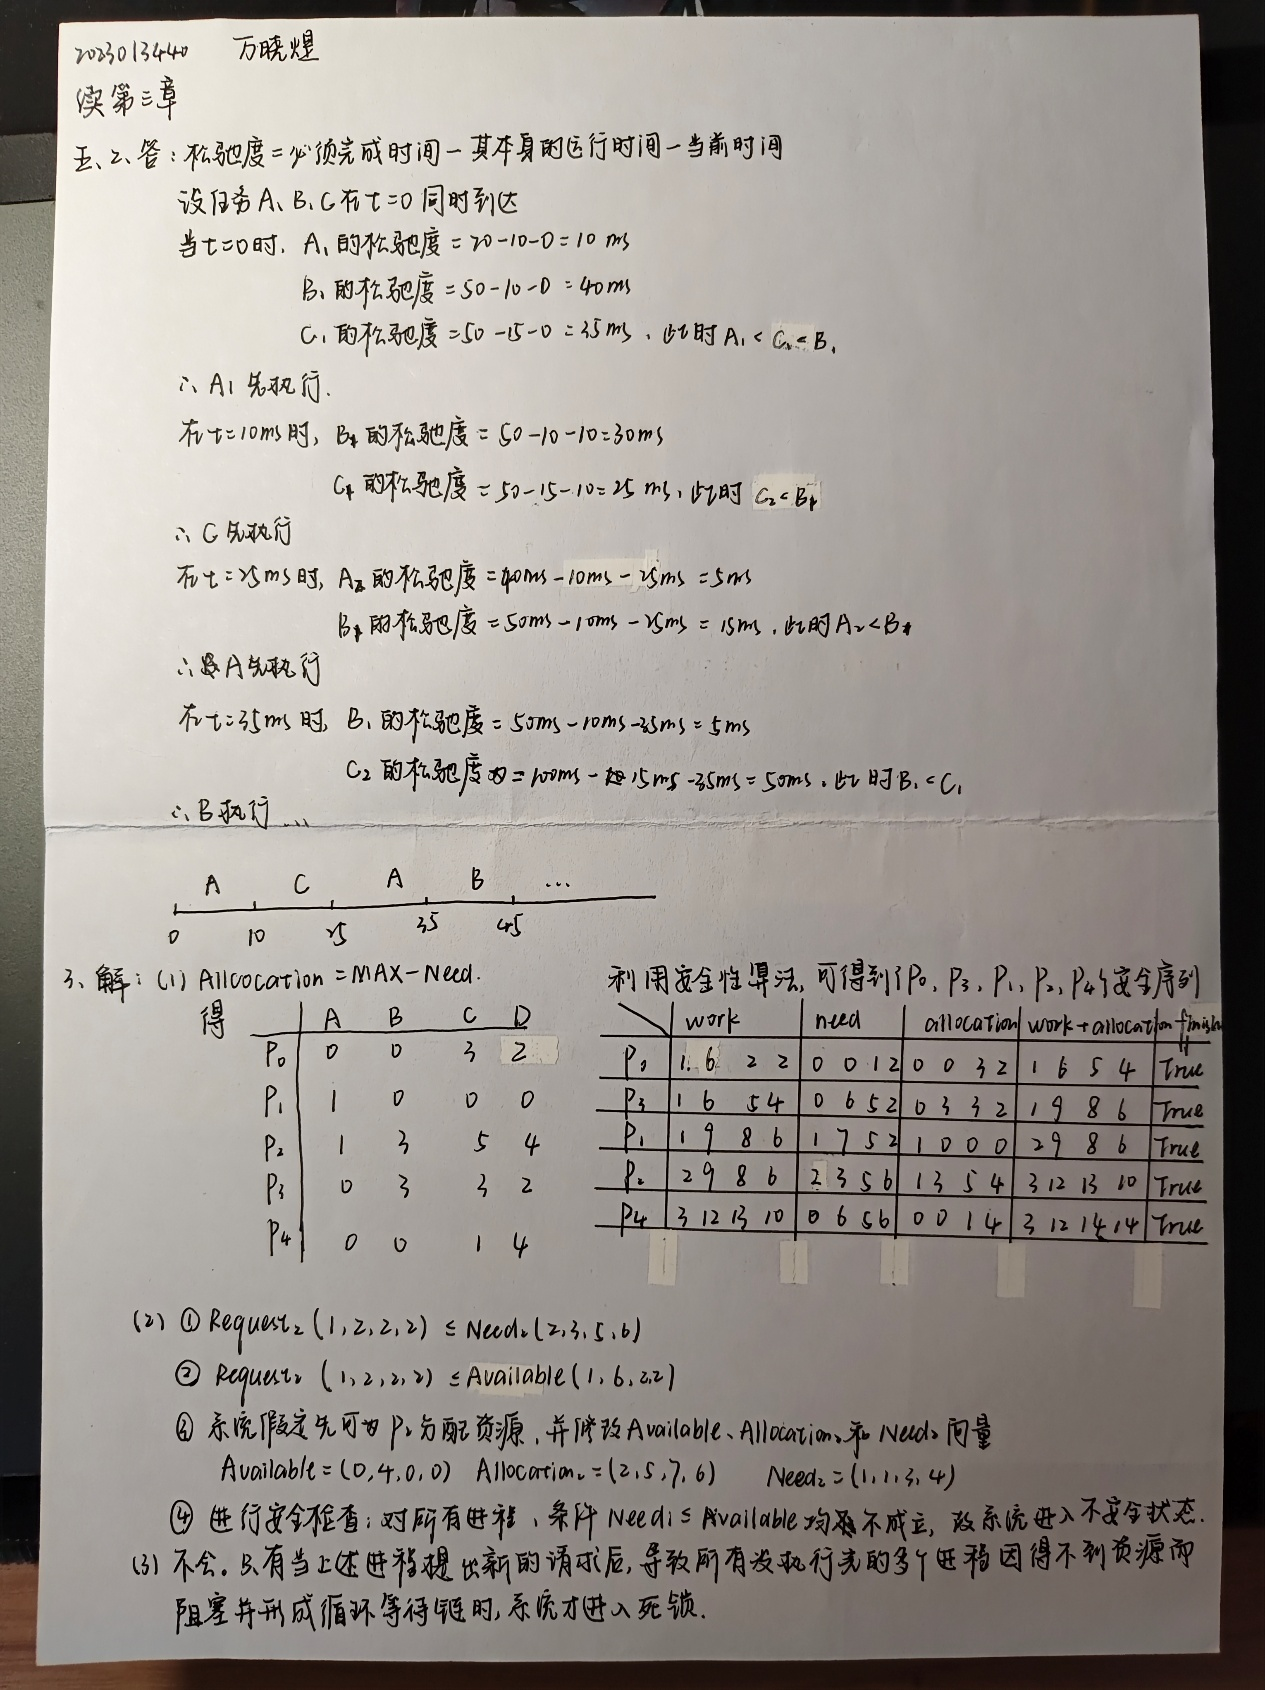 2023013440 万晓煜
续第三章
五、2、答：松驰度=必须完成时间-其本身的运行时间-当前时间
设任务A、B、C在t=0同时到达
当t=0时，A₁的松驰度=20-10-0=10ms
B₁的松驰度=50-10-0=40ms
C₁的松驰度=50-15-0=35ms，此时A₁<C₁<B₁
∴A1先执行.
在t=10ms时，B₁的松驰度=50-10-10=30ms
C₁的松驰度=50-15-10=25ms，此时C₂<B₁
∴C先执行
在t=25ms时，A₂的松驰度=40ms-10ms-25ms=5ms
B₁的松驰度=50ms-10ms-25ms=15ms，此时A₂<B₁
∴A先执行
在t=35ms时，B₁的松驰度=50ms-10ms-35ms=5ms
C₂的松驰度=100ms-15ms-35ms=50ms，此时B₁<C₁
∴B执行...
A C A B ...
0 10 25 35 45
3、解：(1) Allcocation=MAX-Need.
得
A B C D
P₀ 0 0 3 2
P₁ 1 0 0 0
P₂ 1 3 5 4
P₃ 0 3 3 2
P₄ 0 0 1 4
利用安全性算法，可得到{P₀，P₃，P₁，P₂，P₄}安全序列
work need allocation work+allocation finish
P₀ 1 6 2 2 0 0 1 2 0 0 3 2 1 6 5 4 True
P₃ 1 6 5 4 0 6 5 2 0 3 3 2 1 9 8 6 True
P₁ 1 9 8 6 1 7 5 2 1 0 0 0 2 9 8 6 True
P₂ 2 9 8 6 2 3 5 6 1 3 5 4 3 12 13 10 True
P₄ 3 12 13 10 0 6 5 6 0 0 1 4 3 12 14 14 True
(2) ① Request₂(1,2,2,2)≤Need₂(2,3,5,6)
② Request₂(1,2,2,2)≤Available(1,6,2,2)
③ 系统假定先可为P₂分配资源，并修改Available、Allocation₂和Need₂向量
Available=(0,4,0,0) Allocation₂=(2,5,7,6) Need₂=(1,1,3,4)
④ 进行安全检查：对所有进程，条件Needi≤Available均不成立，故系统进入不安全状态.
(3) 不会。只有当上述进程提出新的请求后，导致所有没执行完的多个进程因得不到资源而
阻塞并形成循环等待链时，系统才进入死锁.